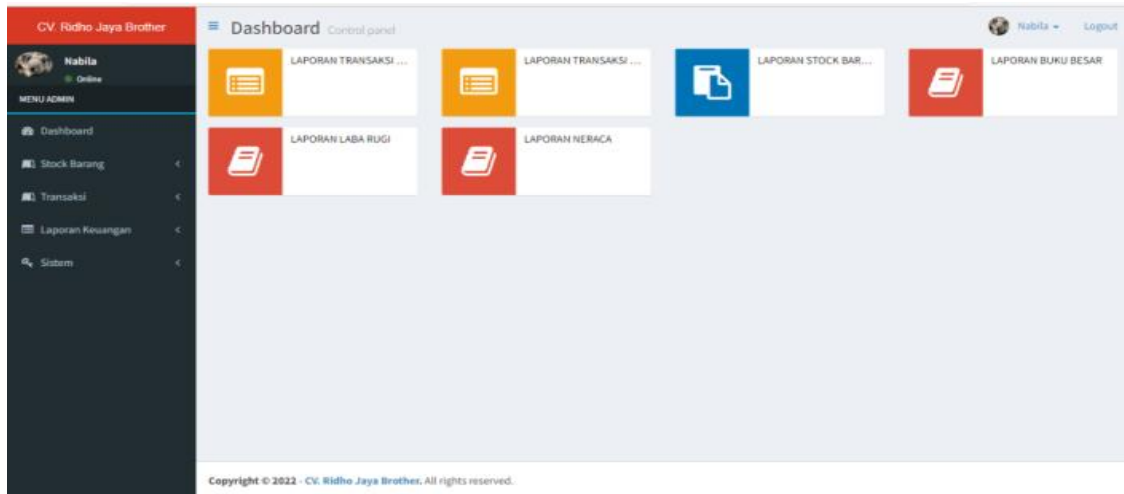 CV. Ridho Jaya Brother
Dashboard Control panel
Nabila
Logout
Nabila
Online
MENU ADMIN
Dashboard
Stock Barang
Transaksi
Laporan Keuangan
Sistem
LAPORAN TRANSAKSI ...
LAPORAN TRANSAKSI ...
LAPORAN STOCK BAR...
LAPORAN BUKU BESAR
LAPORAN LABA RUGI
LAPORAN NERACA
Copyright © 2022 - CV. Ridho Jaya Brother. All rights reserved.